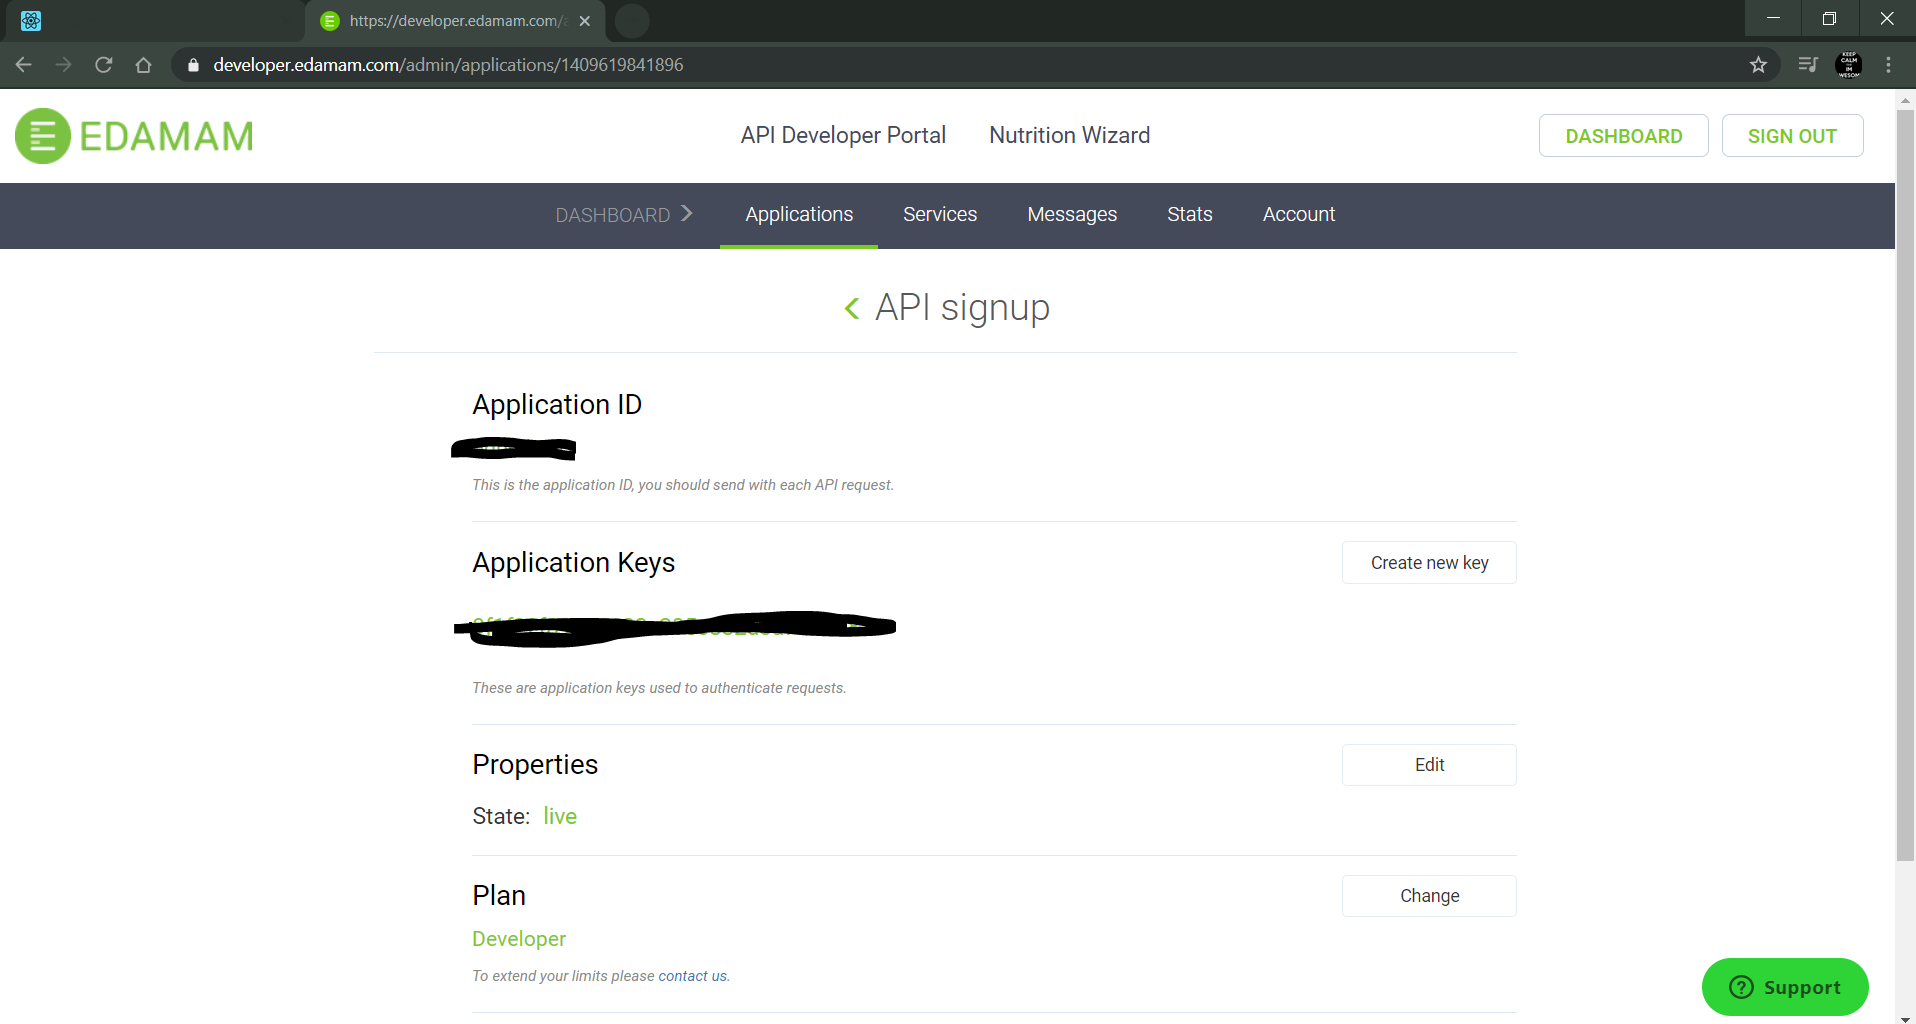 https://developer.edamam.com/a
developer.edamam.com/admin/applications/1409619841896
KEEP CALM IM
EDAMAM
API Developer Portal Nutrition Wizard
DASHBOARD SIGN OUT
DASHBOARD > Applications Services Messages Stats Account
< API signup
Application ID
This is the application ID, you should send with each API request.
Application Keys Create new key
These are application keys used to authenticate requests.
Properties Edit
State: live
Plan Change
Developer
To extend your limits please contact us.
? Support